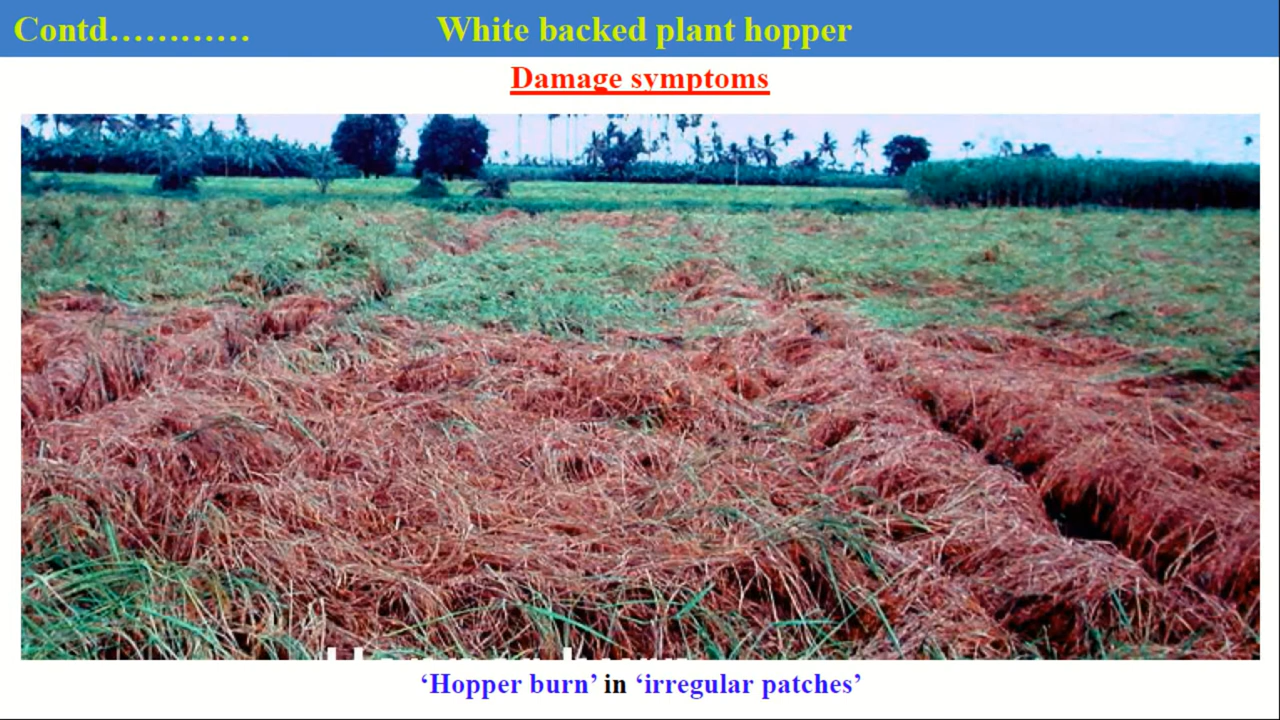 Contd………… White backed plant hopper
Damage symptoms
‘Hopper burn’ in ‘irregular patches’